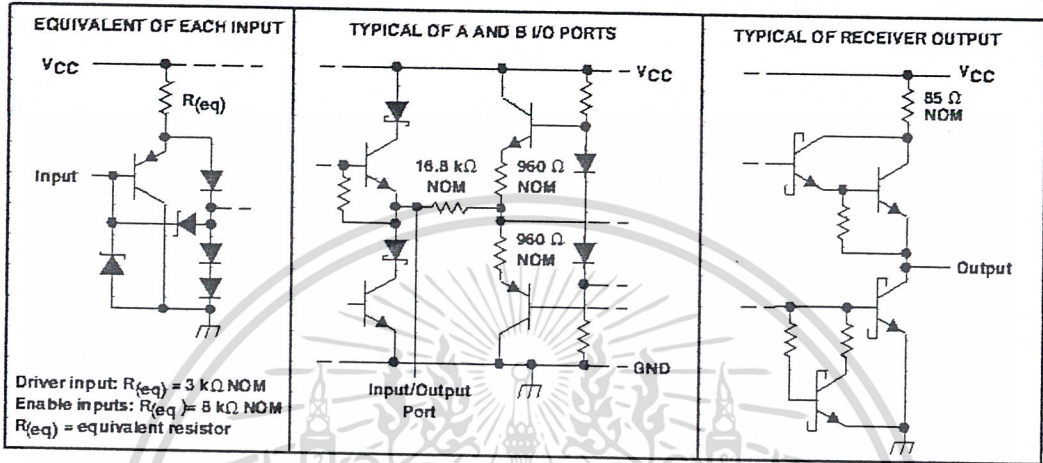 EQUIVALENT OF EACH INPUT
VCC
R(eq)
Input
Driver input: R(eq) = 3 kΩ NOM
Enable inputs: R(eq) = 8 kΩ NOM
R(eq) = equivalent resistor
TYPICAL OF A AND B I/O PORTS
VCC
16.8 kΩ
NOM
960 Ω
NOM
960 Ω
NOM
GND
Input/Output
Port
TYPICAL OF RECEIVER OUTPUT
VCC
85 Ω
NOM
Output